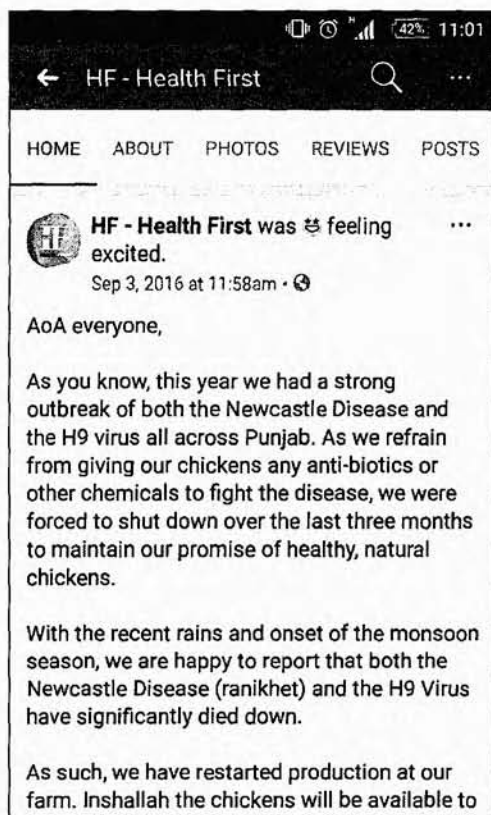 H 42% 11:01
HF - Health First
HOME ABOUT PHOTOS REVIEWS POSTS
HF
HF - Health First was feeling
excited.
Sep 3, 2016 at 11:58am
AoA everyone,
As you know, this year we had a strong
outbreak of both the Newcastle Disease and
the H9 virus all across Punjab. As we refrain
from giving our chickens any anti-biotics or
other chemicals to fight the disease, we were
forced to shut down over the last three months
to maintain our promise of healthy, natural
chickens.
With the recent rains and onset of the monsoon
season, we are happy to report that both the
Newcastle Disease (ranikhet) and the H9 Virus
have significantly died down.
As such, we have restarted production at our
farm. Inshallah the chickens will be available to